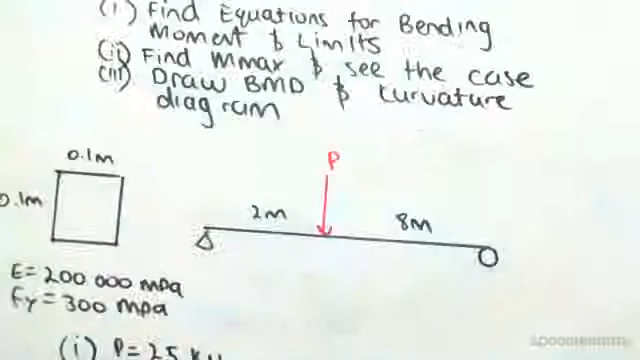 (i) Find Equations for Bending
Moment & Limits
(ii) Find Mmax & see the case
(iii) Draw BMD & curvature
diagram
0.1m
0.1m
P
2m
8m
E = 200 000 mpa
Fy = 300 mpa
(i) P = 25